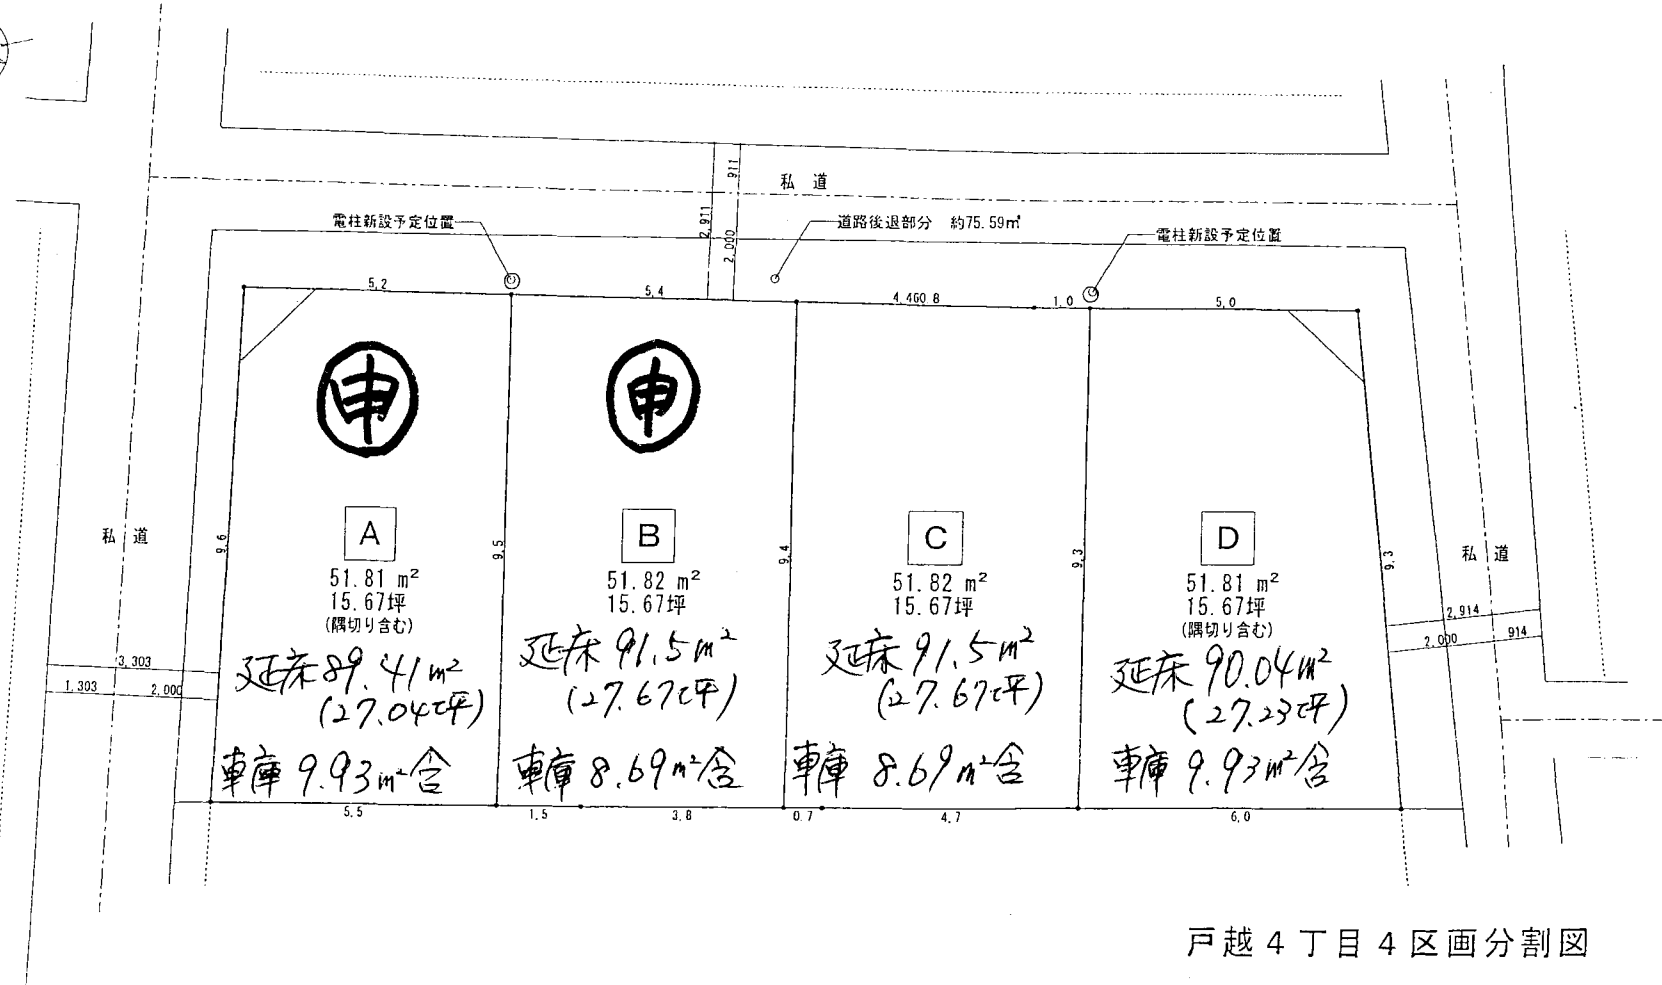 911
私道
電柱新設予定位置
2,911
2,000
道路後退部分 約75.59㎡
電柱新設予定位置
5.2
5.4
4.460.8
1.0
5.0
申
申
私道
9.6
A
51.81 m²
15.67坪
(隅切り含む)
延床 89.41m²
(27.04坪)
車庫 9.93m²含
9.5
B
51.82 m²
15.67坪
延床 91.5m²
(27.67坪)
車庫 8.69m²含
9.4
C
51.82 m²
15.67坪
延床 91.5m²
(27.67坪)
車庫 8.69m²含
9.3
D
51.81 m²
15.67坪
(隅切り含む)
延床 90.04m²
(27.23坪)
車庫 9.93m²含
9.3
私道
2,914
2,000
914
3,303
1,303
2,000
5.5
1.5
3.8
0.7
4.7
6.0
戸越4丁目4区画分割図